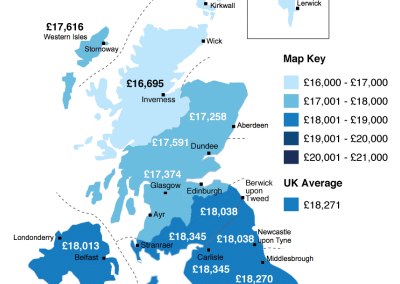 Kirkwall
Lerwick
£17,616
Western Isles
Stornoway
Wick
Map Key
£16,000 - £17,000
£17,001 - £18,000
£18,001 - £19,000
£19,001 - £20,000
£20,001 - £21,000
£16,695
Inverness
£17,258
Aberdeen
£17,591
Dundee
£17,374
Glasgow
Edinburgh
Berwick
upon
Tweed
UK Average
£18,271
£18,038
Ayr
Londonderry
£18,013
Belfast
Stranraer
£18,345
£18,038
Newcastle
upon Tyne
Carlisle
£18,345
Middlesbrough
£18,270